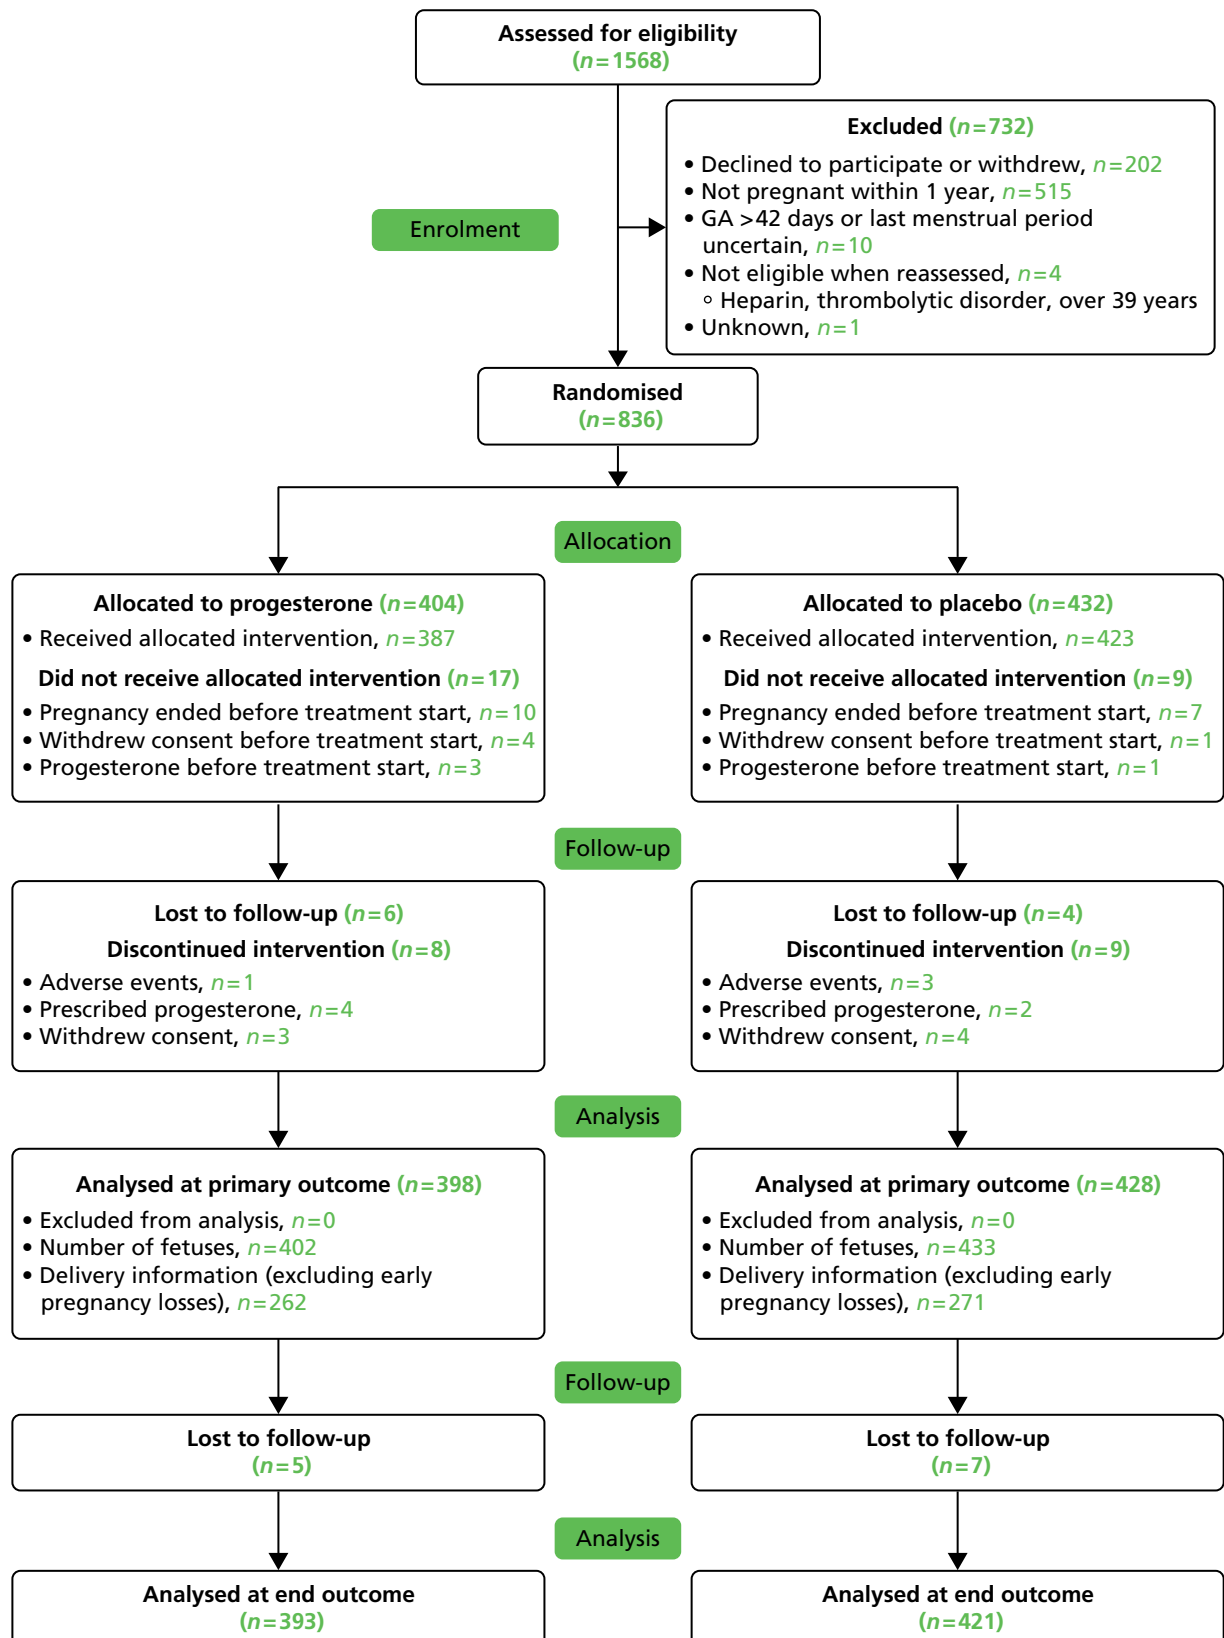 Assessed for eligibility
(n=1568)
Excluded (n=732)
• Declined to participate or withdrew, n=202
• Not pregnant within 1 year, n=515
• GA >42 days or last menstrual period
uncertain, n=10
• Not eligible when reassessed, n=4
◦ Heparin, thrombolytic disorder, over 39 years
• Unknown, n=1
Enrolment
Randomised
(n=836)
Allocation
Allocated to progesterone (n=404)
• Received allocated intervention, n=387
Did not receive allocated intervention (n=17)
• Pregnancy ended before treatment start, n=10
• Withdrew consent before treatment start, n=4
• Progesterone before treatment start, n=3
Allocated to placebo (n=432)
• Received allocated intervention, n=423
Did not receive allocated intervention (n=9)
• Pregnancy ended before treatment start, n=7
• Withdrew consent before treatment start, n=1
• Progesterone before treatment start, n=1
Follow-up
Lost to follow-up (n=6)
Discontinued intervention (n=8)
• Adverse events, n=1
• Prescribed progesterone, n=4
• Withdrew consent, n=3
Lost to follow-up (n=4)
Discontinued intervention (n=9)
• Adverse events, n=3
• Prescribed progesterone, n=2
• Withdrew consent, n=4
Analysis
Analysed at primary outcome (n=398)
• Excluded from analysis, n=0
• Number of fetuses, n=402
• Delivery information (excluding early
pregnancy losses), n=262
Analysed at primary outcome (n=428)
• Excluded from analysis, n=0
• Number of fetuses, n=433
• Delivery information (excluding early
pregnancy losses), n=271
Follow-up
Lost to follow-up
(n=5)
Lost to follow-up
(n=7)
Analysis
Analysed at end outcome
(n=393)
Analysed at end outcome
(n=421)